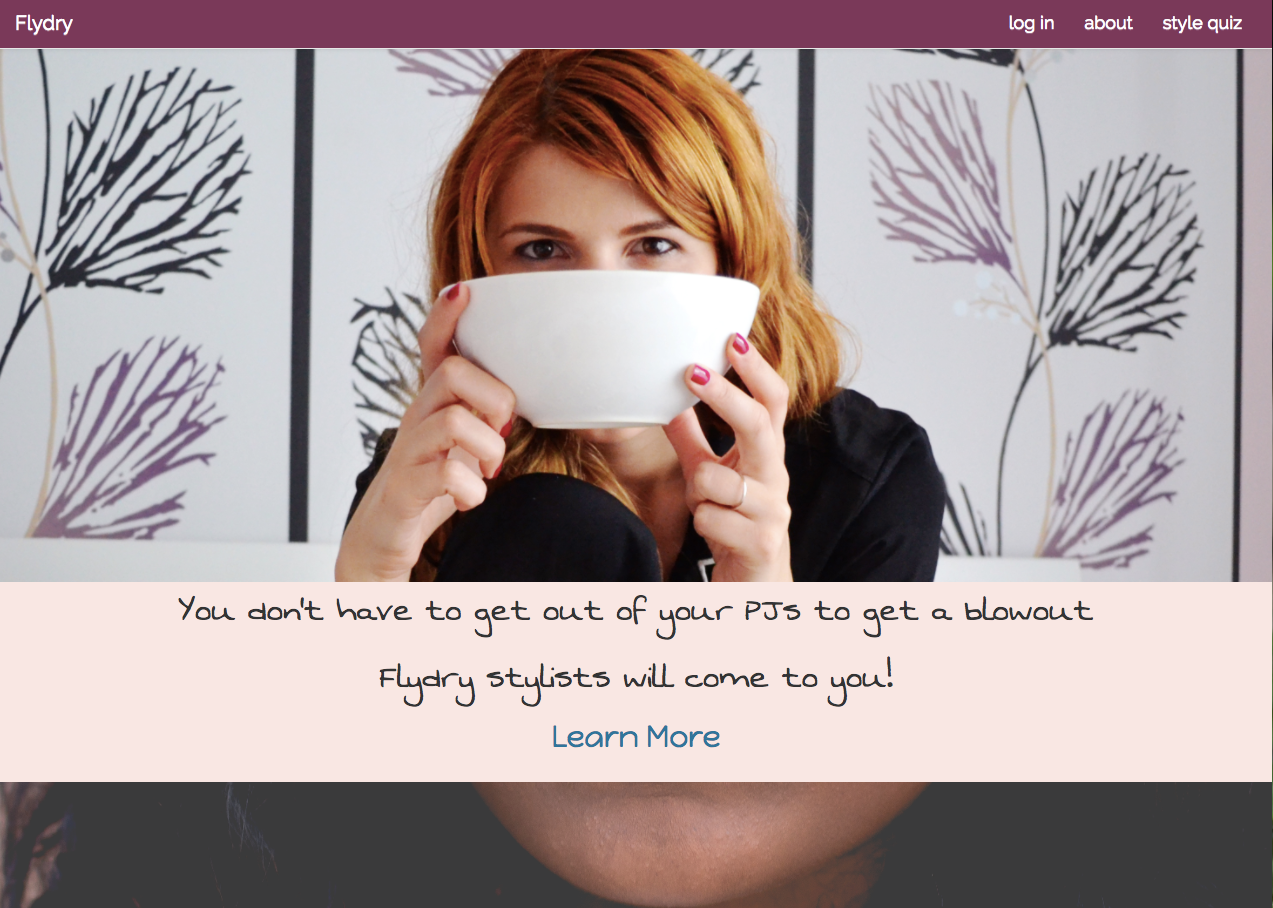 Flydry
log in about style quiz
You don't have to get out of your PJs to get a blowout
Flydry stylists will come to you!
Learn More